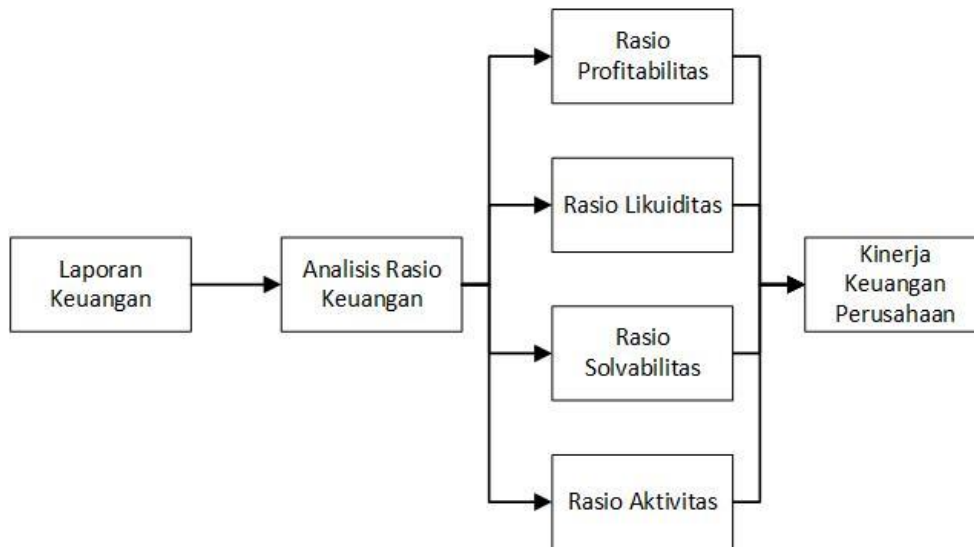 Laporan
Keuangan
Analisis Rasio
Keuangan
Rasio
Profitabilitas
Rasio Likuiditas
Rasio
Solvabilitas
Rasio Aktivitas
Kinerja
Keuangan
Perusahaan